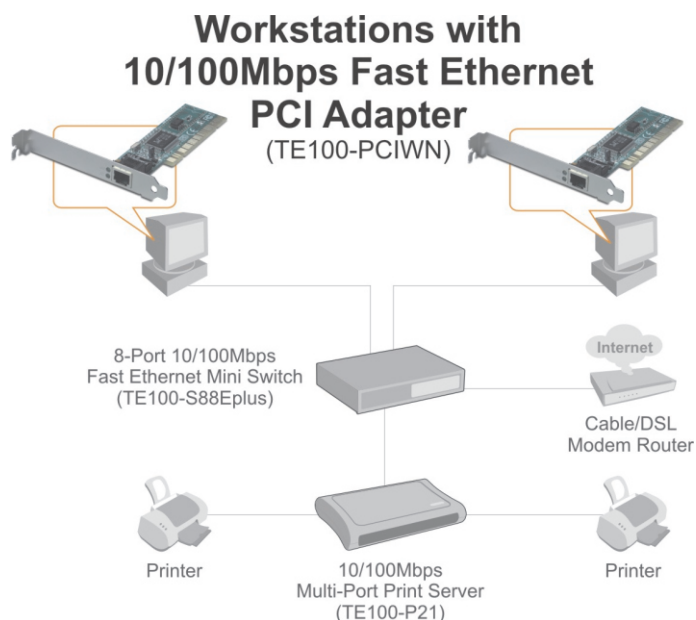 Workstations with
10/100Mbps Fast Ethernet
PCI Adapter
(TE100-PCIWN)
8-Port 10/100Mbps
Fast Ethernet Mini Switch
(TE100-S88Eplus)
Internet
Cable/DSL
Modem Router
Printer
10/100Mbps
Multi-Port Print Server
(TE100-P21)
Printer